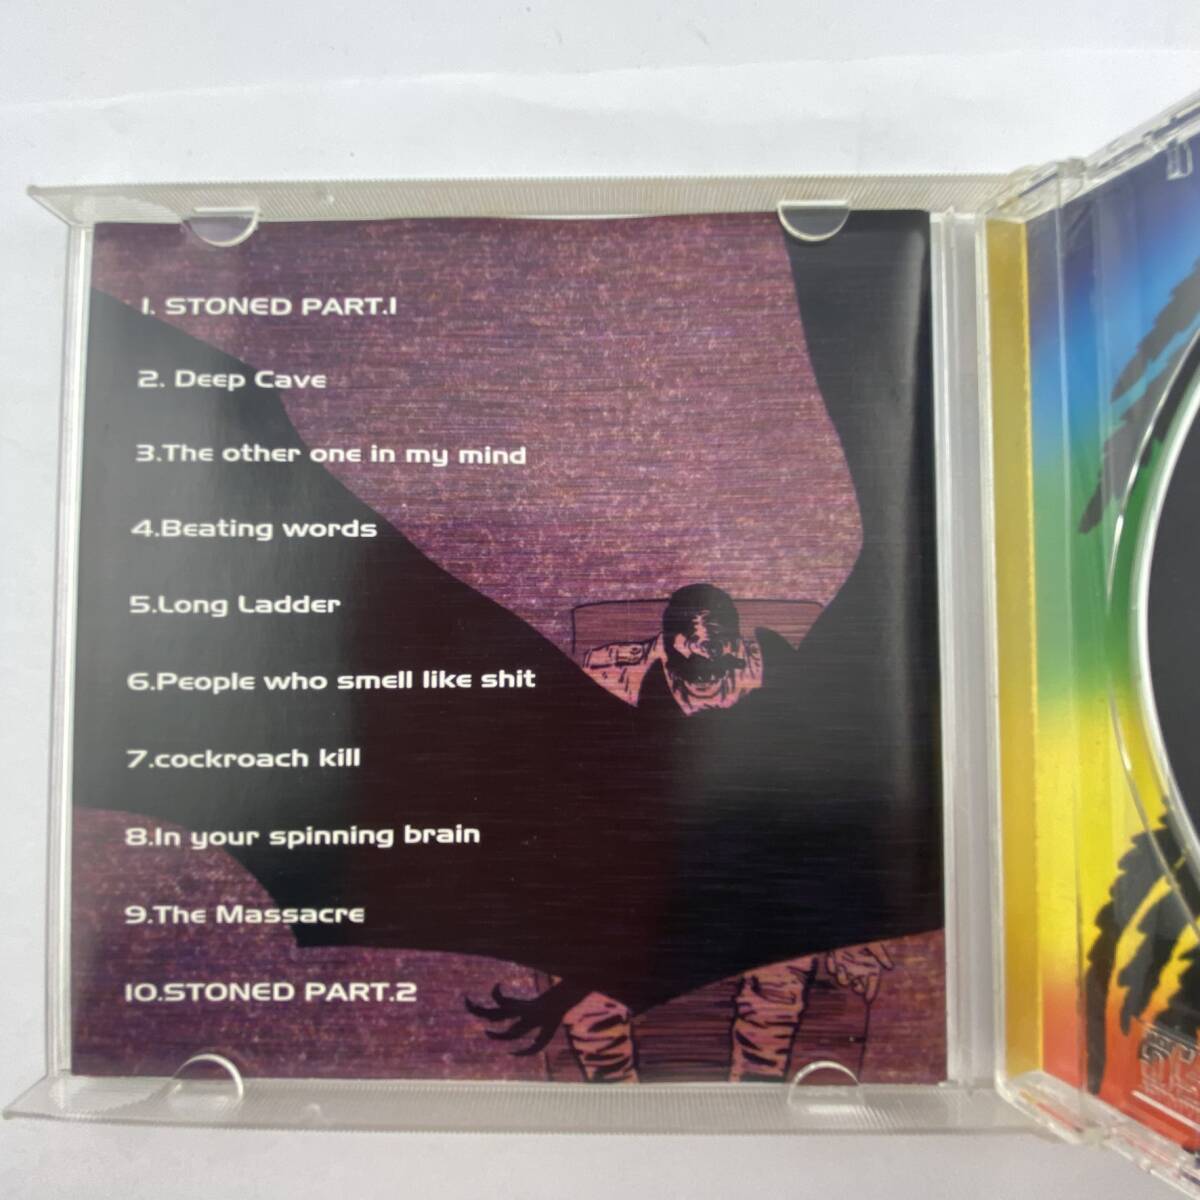 1. STONED PART.1
2. Deep Cave
3.The other one in my mind
4.Beating words
5.Long Ladder
6.People who smell like shit
7.cockroach kill
8.In your spinning brain
9.The Massacre
10.STONED PART.2